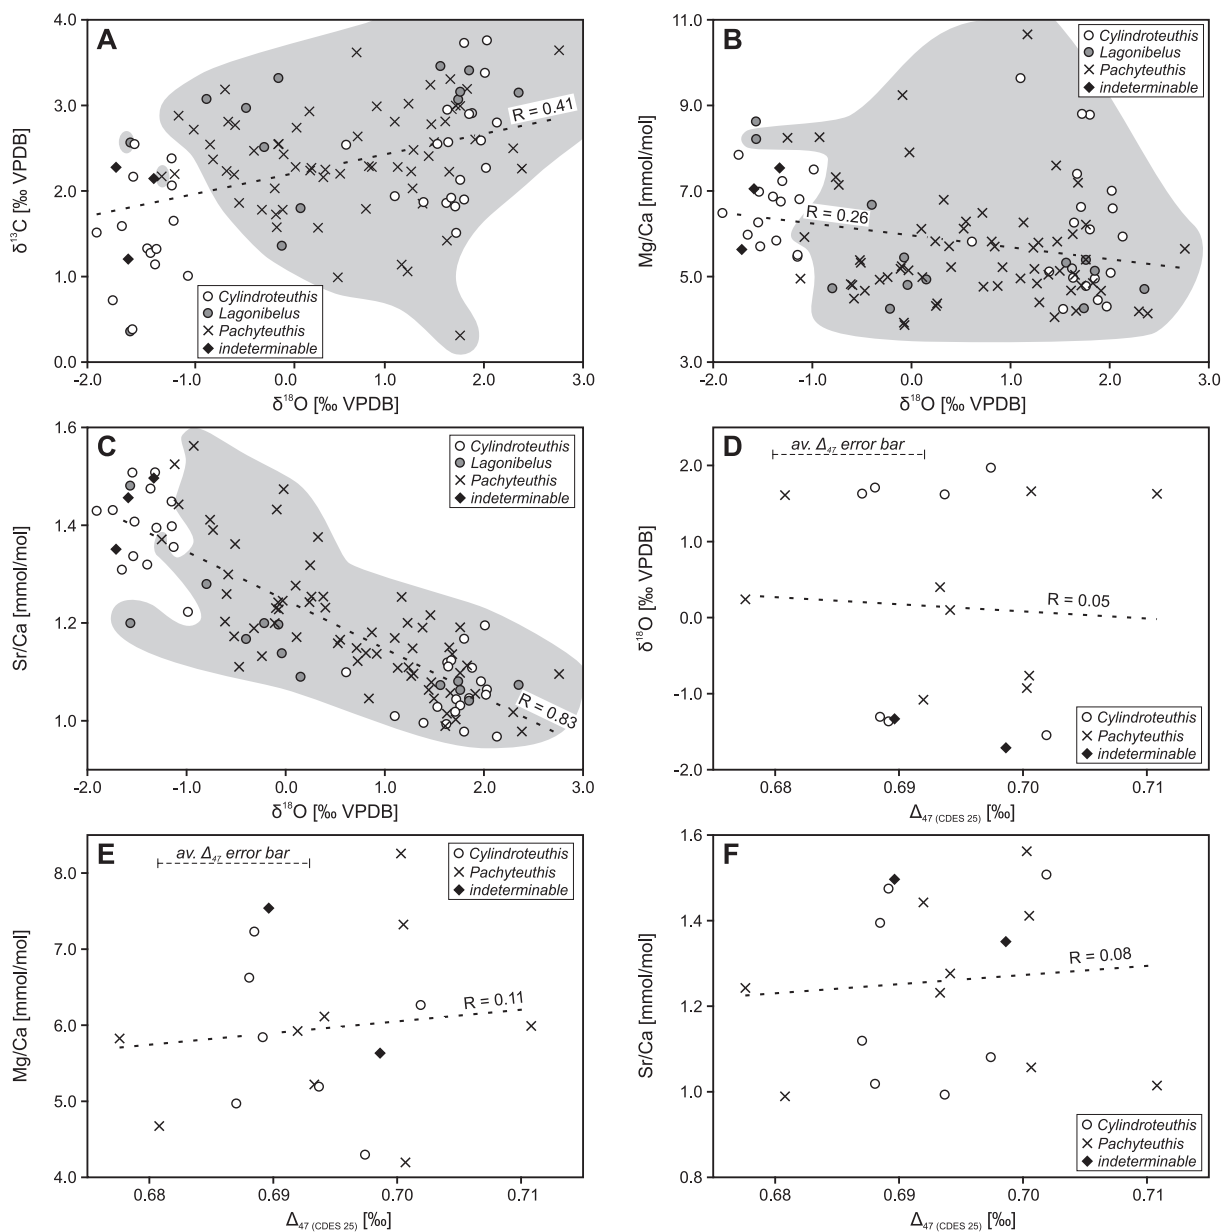 A
4.0
3.0
2.0
1.0
0.0
δ¹³C [‰ VPDB]
R = 0.41
Cylindroteuthis
Lagonibelus
Pachyteuthis
indeterminable
-2.0 -1.0 0.0 1.0 2.0 3.0
δ¹⁸O [‰ VPDB]
B
11.0
9.0
7.0
5.0
3.0
Mg/Ca [mmol/mol]
Cylindroteuthis
Lagonibelus
Pachyteuthis
indeterminable
R = 0.26
-2.0 -1.0 0.0 1.0 2.0 3.0
δ¹⁸O [‰ VPDB]
C
1.6
1.4
1.2
1.0
Sr/Ca [mmol/mol]
Cylindroteuthis
Lagonibelus
Pachyteuthis
indeterminable
R = 0.83
-2.0 -1.0 0.0 1.0 2.0 3.0
δ¹⁸O [‰ VPDB]
D
av. Δ₄₇ error bar
2.0
1.0
0.0
-1.0
-2.0
δ¹⁸O [‰ VPDB]
R = 0.05
Cylindroteuthis
Pachyteuthis
indeterminable
0.68 0.69 0.70 0.71
Δ₄₇ (CDES 25) [‰]
E
av. Δ₄₇ error bar
8.0
7.0
6.0
5.0
4.0
Mg/Ca [mmol/mol]
Cylindroteuthis
Pachyteuthis
indeterminable
R = 0.11
0.68 0.69 0.70 0.71
Δ₄₇ (CDES 25) [‰]
F
1.6
1.4
1.2
1.0
0.8
Sr/Ca [mmol/mol]
R = 0.08
Cylindroteuthis
Pachyteuthis
indeterminable
0.68 0.69 0.70 0.71
Δ₄₇ (CDES 25) [‰]